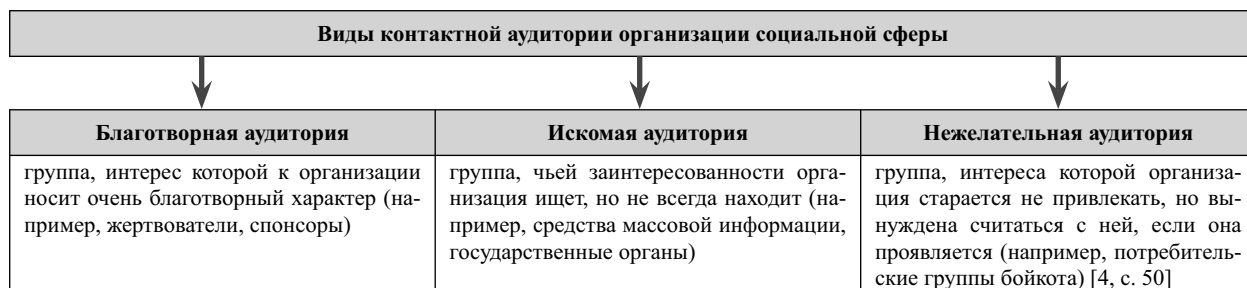 Виды контактной аудитории организации социальной сферы
Благотворная аудитория
группа, интерес которой к организации
носит очень благотворный характер (на-
пример, жертвователи, спонсоры)
Искомая аудитория
группа, чьей заинтересованности орга-
низация ищет, но не всегда находит (на-
пример, средства массовой информации,
государственные органы)
Нежелательная аудитория
группа, интереса которой организа-
ция старается не привлекать, но вы-
нуждена считаться с ней, если она
проявляется (например, потребитель-
ские группы бойкота) [4, с. 50]